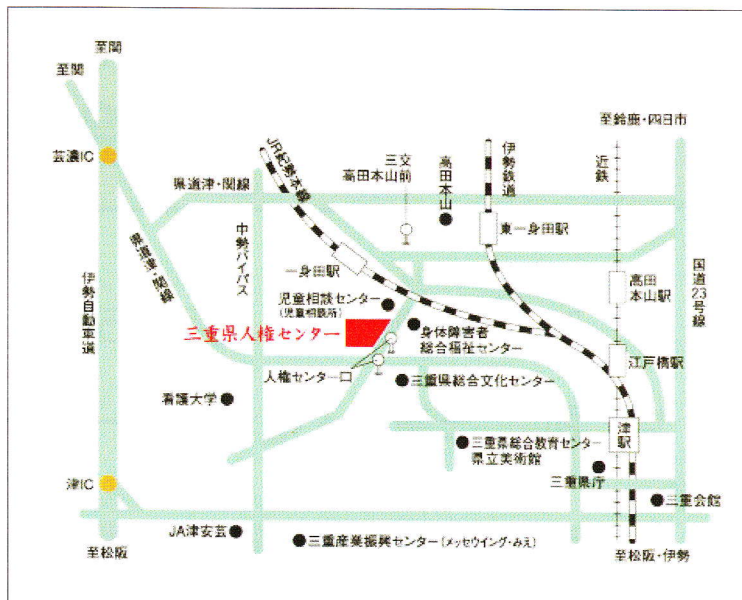 至関
至関
至鈴鹿・四日市
芸濃IC
県道津・関線
JR紀勢本線
三交
高田本山前
高田本山
伊勢鉄道
近鉄
県道津・関線
中勢バイパス
一身田駅
東一身田駅
高田
本山駅
国道23号線
伊勢自動車道
児童相談センター
(児童相談所)
三重県人権センター
身体障害者
総合福祉センター
江戸橋駅
人権センター口
三重県総合文化センター
看護大学
津駅
三重県総合教育センター
県立美術館
三重県庁
津IC
三重会館
JA津安芸
三重産業振興センター(メッセウイング・みえ)
至松阪
至松阪・伊勢